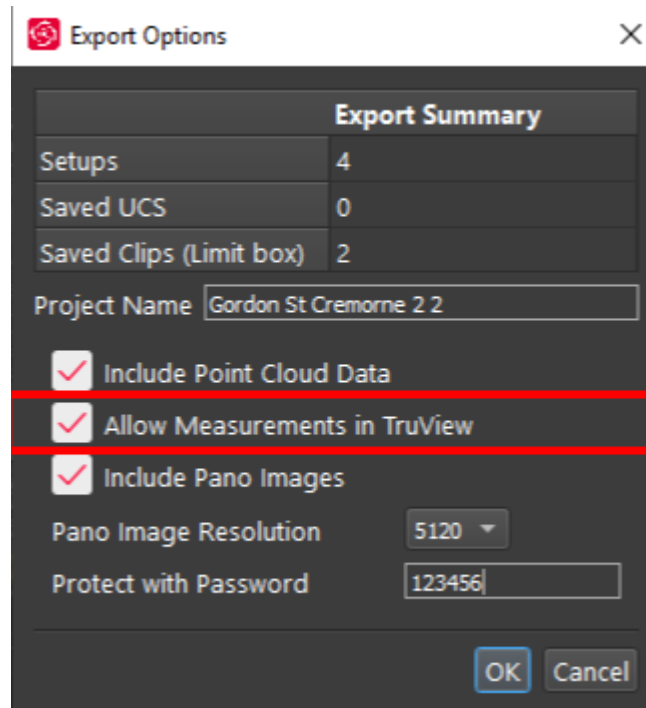 Export Options
Export Summary
Setups 4
Saved UCS 0
Saved Clips (Limit box) 2
Project Name Gordon St Cremorne 2 2
Include Point Cloud Data
Allow Measurements in TruView
Include Pano Images
Pano Image Resolution 5120
Protect with Password 123456
OK Cancel